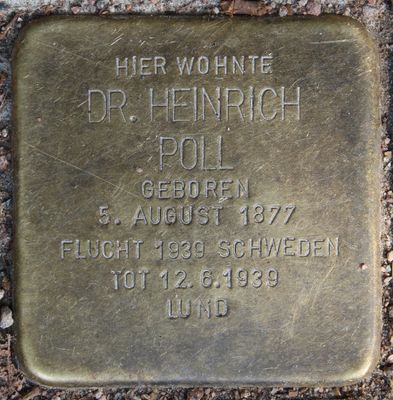 HIER WOHNTE
DR. HEINRICH
POLL
GEBOREN
5. AUGUST 1877
FLUCHT 1939 SCHWEDEN
TOT 12.6.1939
LUND